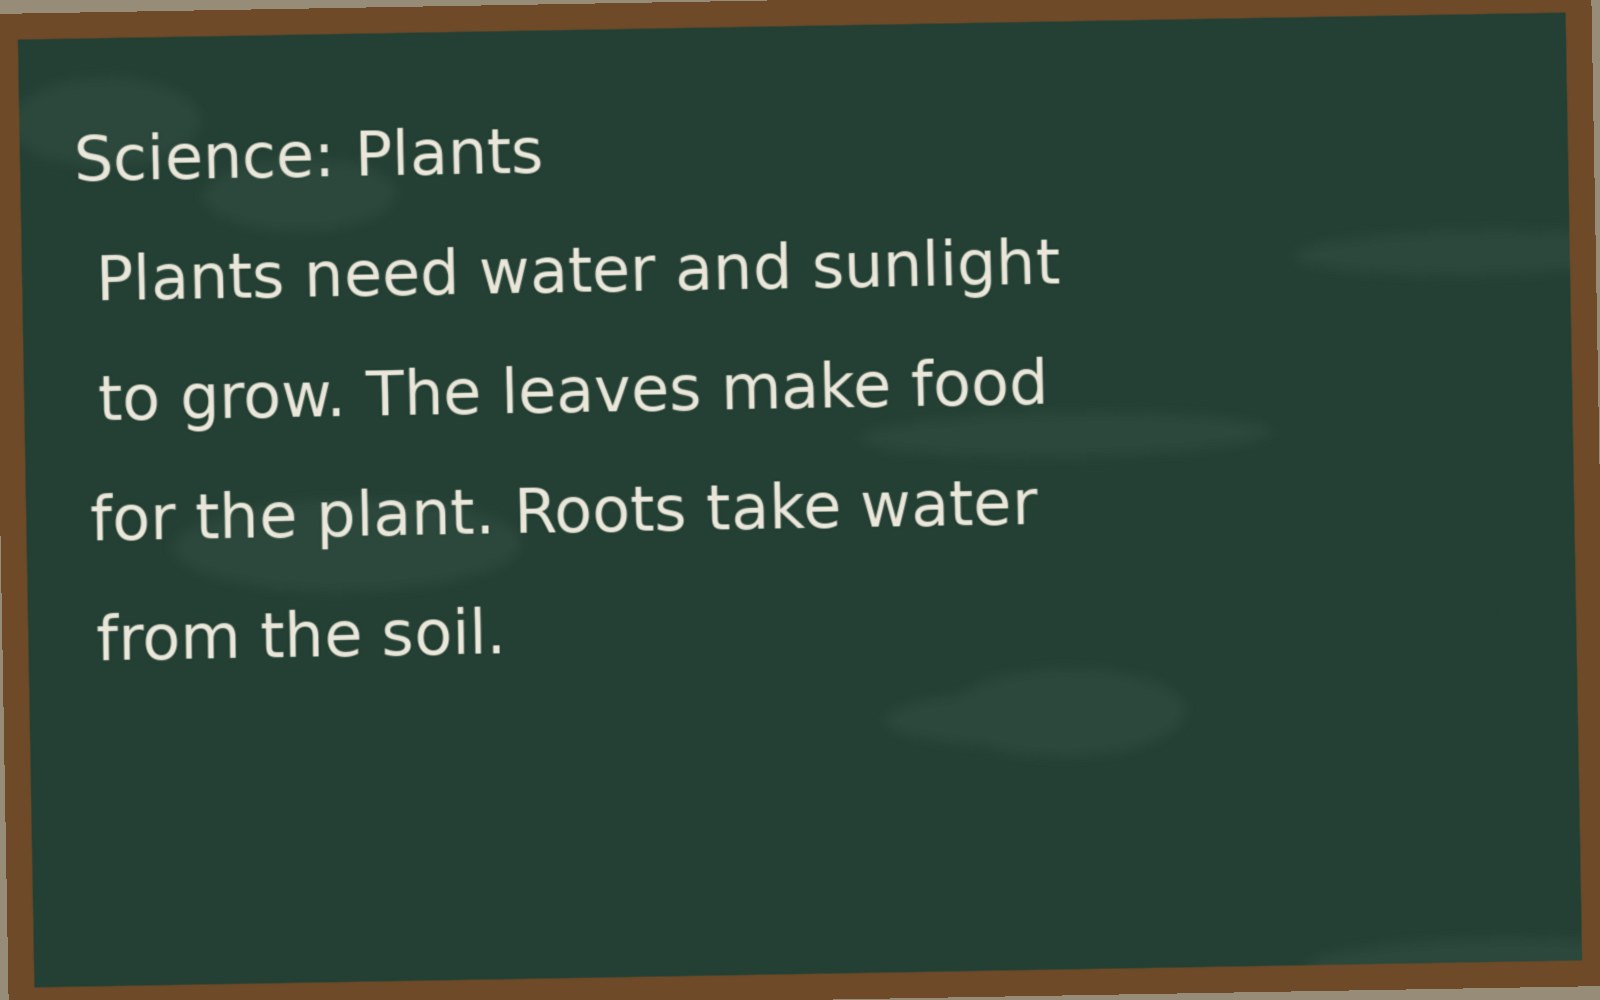 Science: Plants
Plants need water and sunlight
to grow. The leaves make food
for the plant. Roots take water
from the soil.